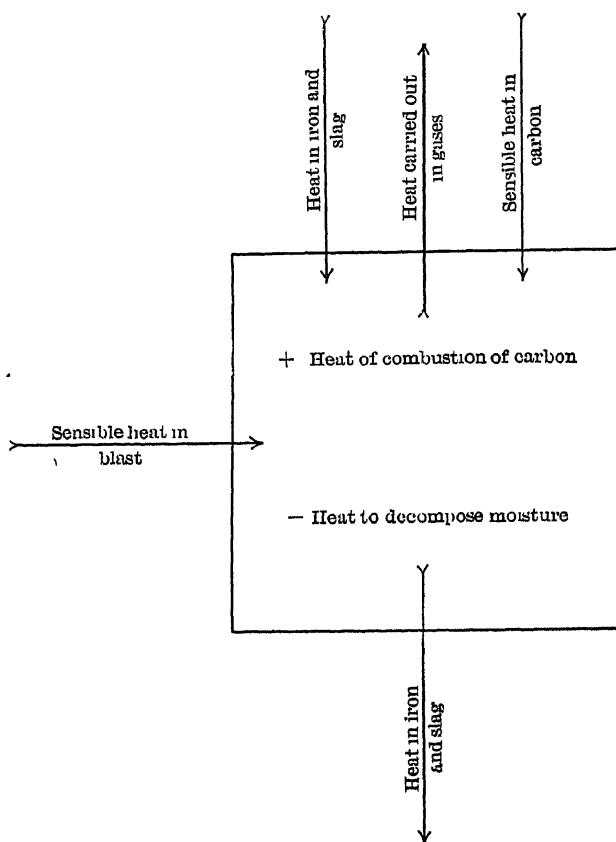 Heat in iron and
slag
Heat carried out
in gases
Sensible heat in
carbon
+ Heat of combustion of carbon
Sensible heat in
blast
− Heat to decompose moisture
Heat in iron
and slag